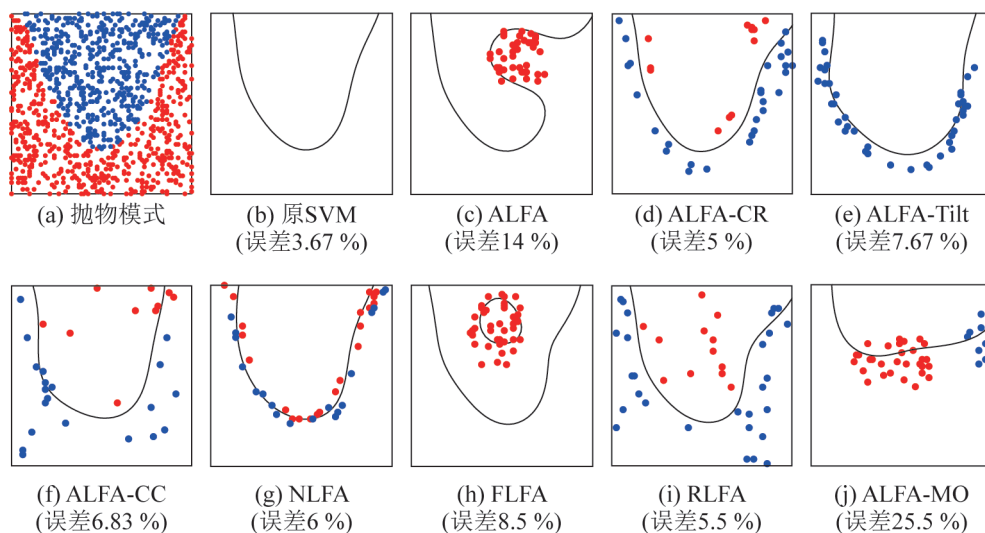 (a) 抛物模式
(b) 原SVM
(误差3.67 %)
(c) ALFA
(误差14 %)
(d) ALFA-CR
(误差5 %)
(e) ALFA-Tilt
(误差7.67 %)
(f) ALFA-CC
(误差6.83 %)
(g) NLFA
(误差6 %)
(h) FLFA
(误差8.5 %)
(i) RLFA
(误差5.5 %)
(j) ALFA-MO
(误差25.5 %)